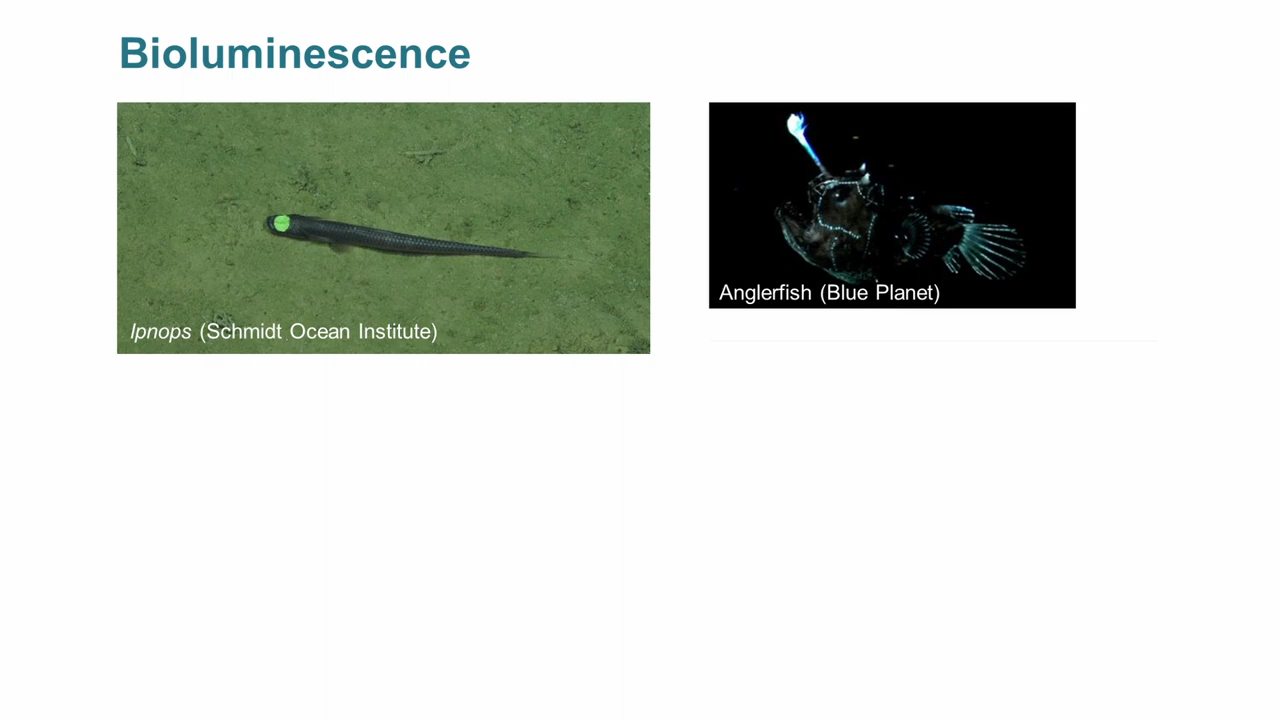 Bioluminescence
Ipnops (Schmidt Ocean Institute)
Anglerfish (Blue Planet)